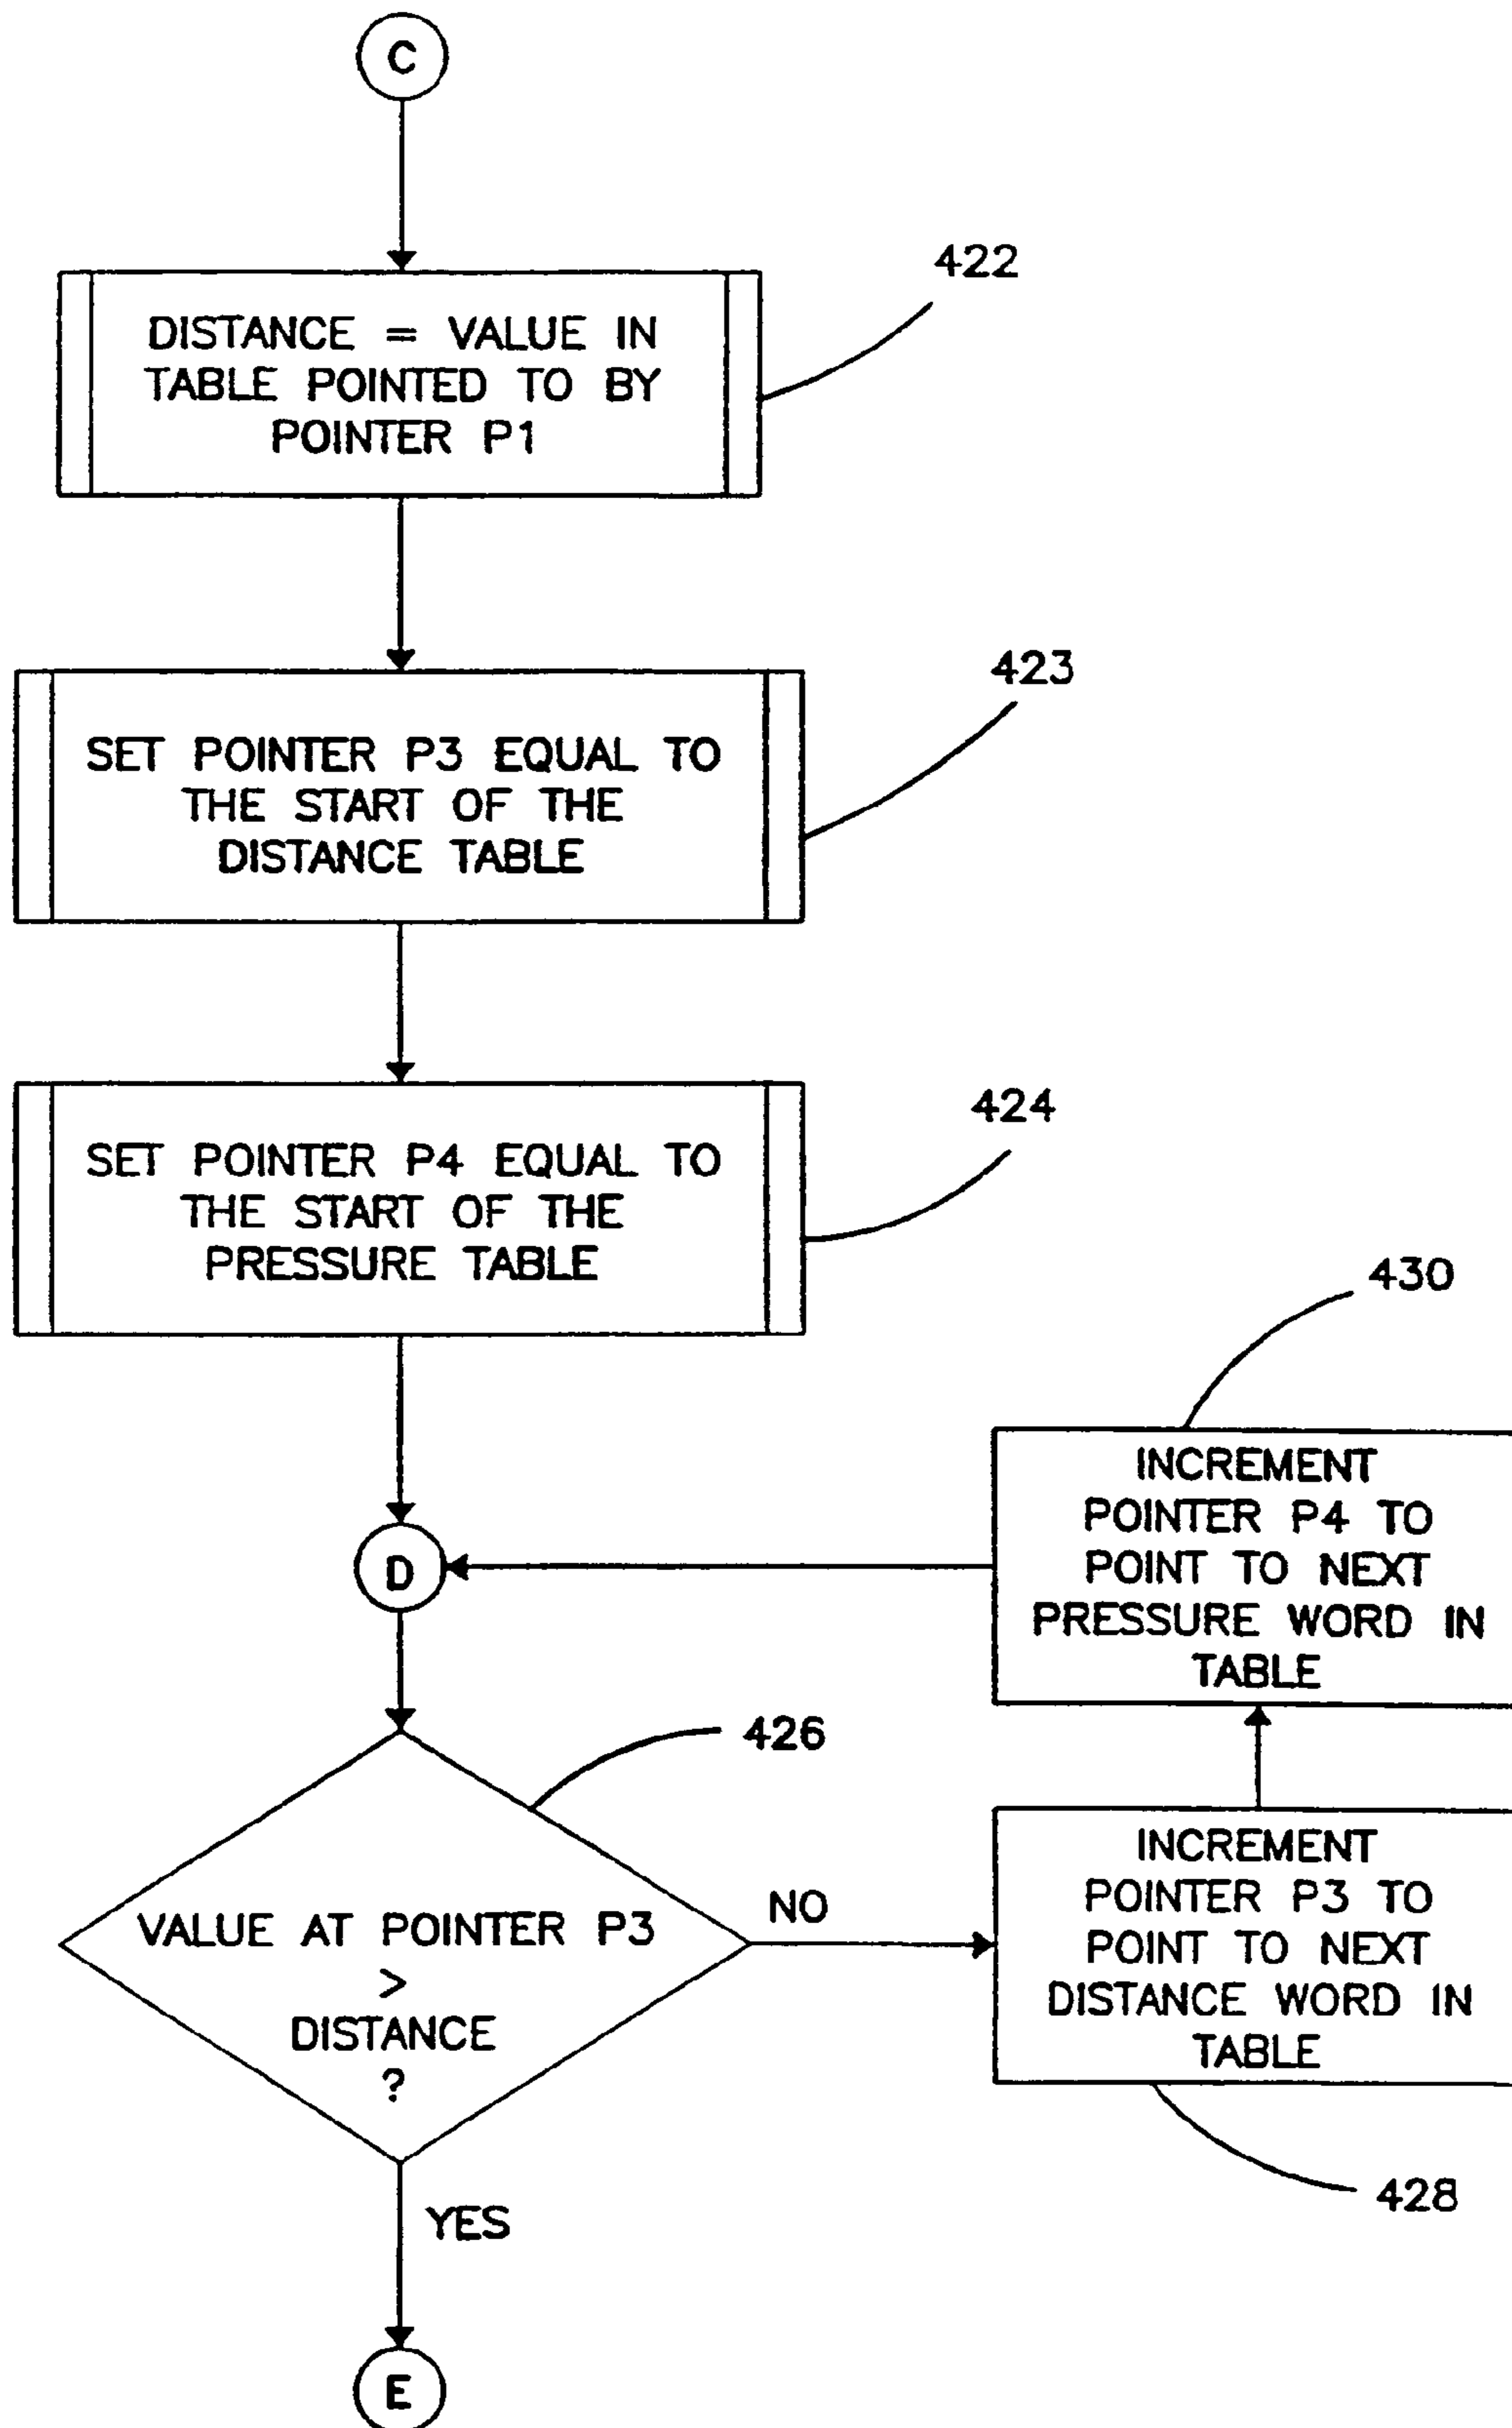 C
422
DISTANCE = VALUE IN
TABLE POINTED TO BY
POINTER P1
423
SET POINTER P3 EQUAL TO
THE START OF THE
DISTANCE TABLE
424
SET POINTER P4 EQUAL TO
THE START OF THE
PRESSURE TABLE
430
INCREMENT
POINTER P4 TO
POINT TO NEXT
PRESSURE WORD IN
TABLE
D
426
VALUE AT POINTER P3
>
DISTANCE
?
NO
INCREMENT
POINTER P3 TO
POINT TO NEXT
DISTANCE WORD IN
TABLE
428
YES
E